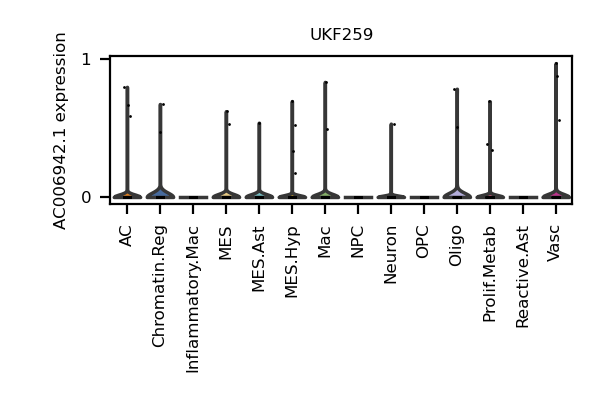 UKF259
AC006942.1 expression
1
0
AC
Chromatin.Reg
Inflammatory.Mac
MES
MES.Ast
MES.Hyp
Mac
NPC
Neuron
OPC
Oligo
Prolif.Metab
Reactive.Ast
Vasc